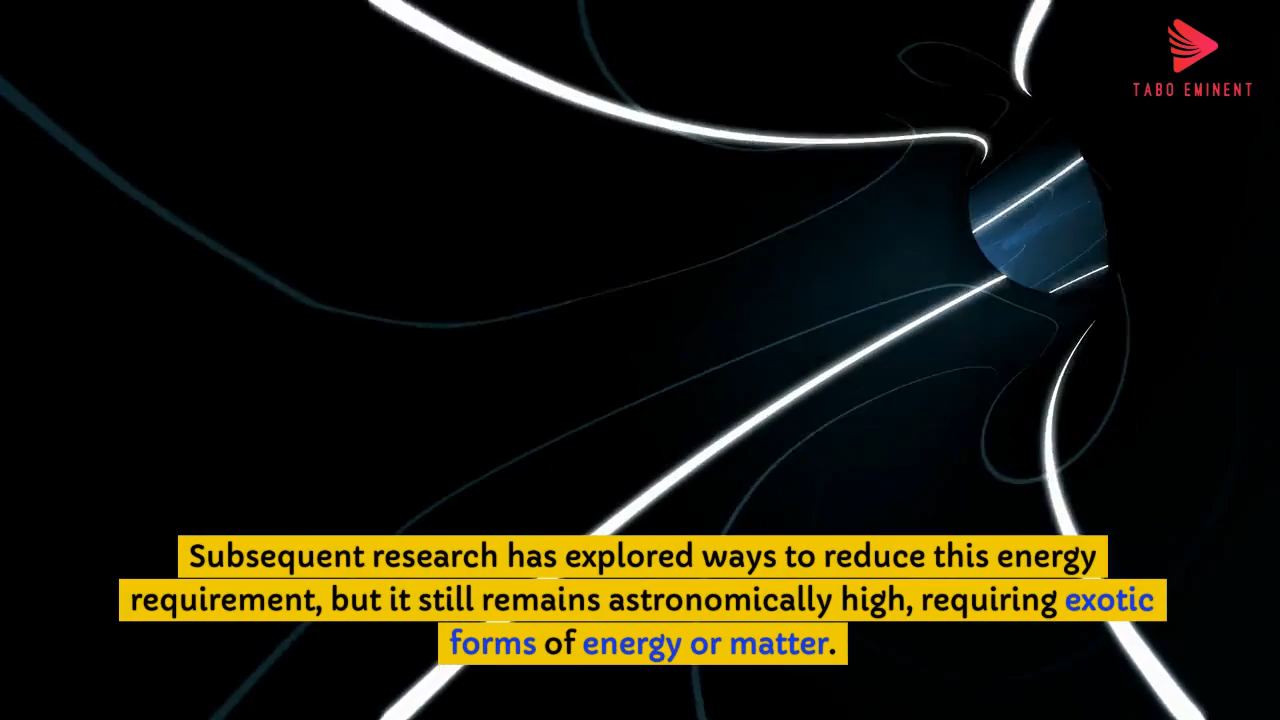 TABO EMINENT
Subsequent research has explored ways to reduce this energy
requirement, but it still remains astronomically high, requiring exotic
forms of energy or matter.